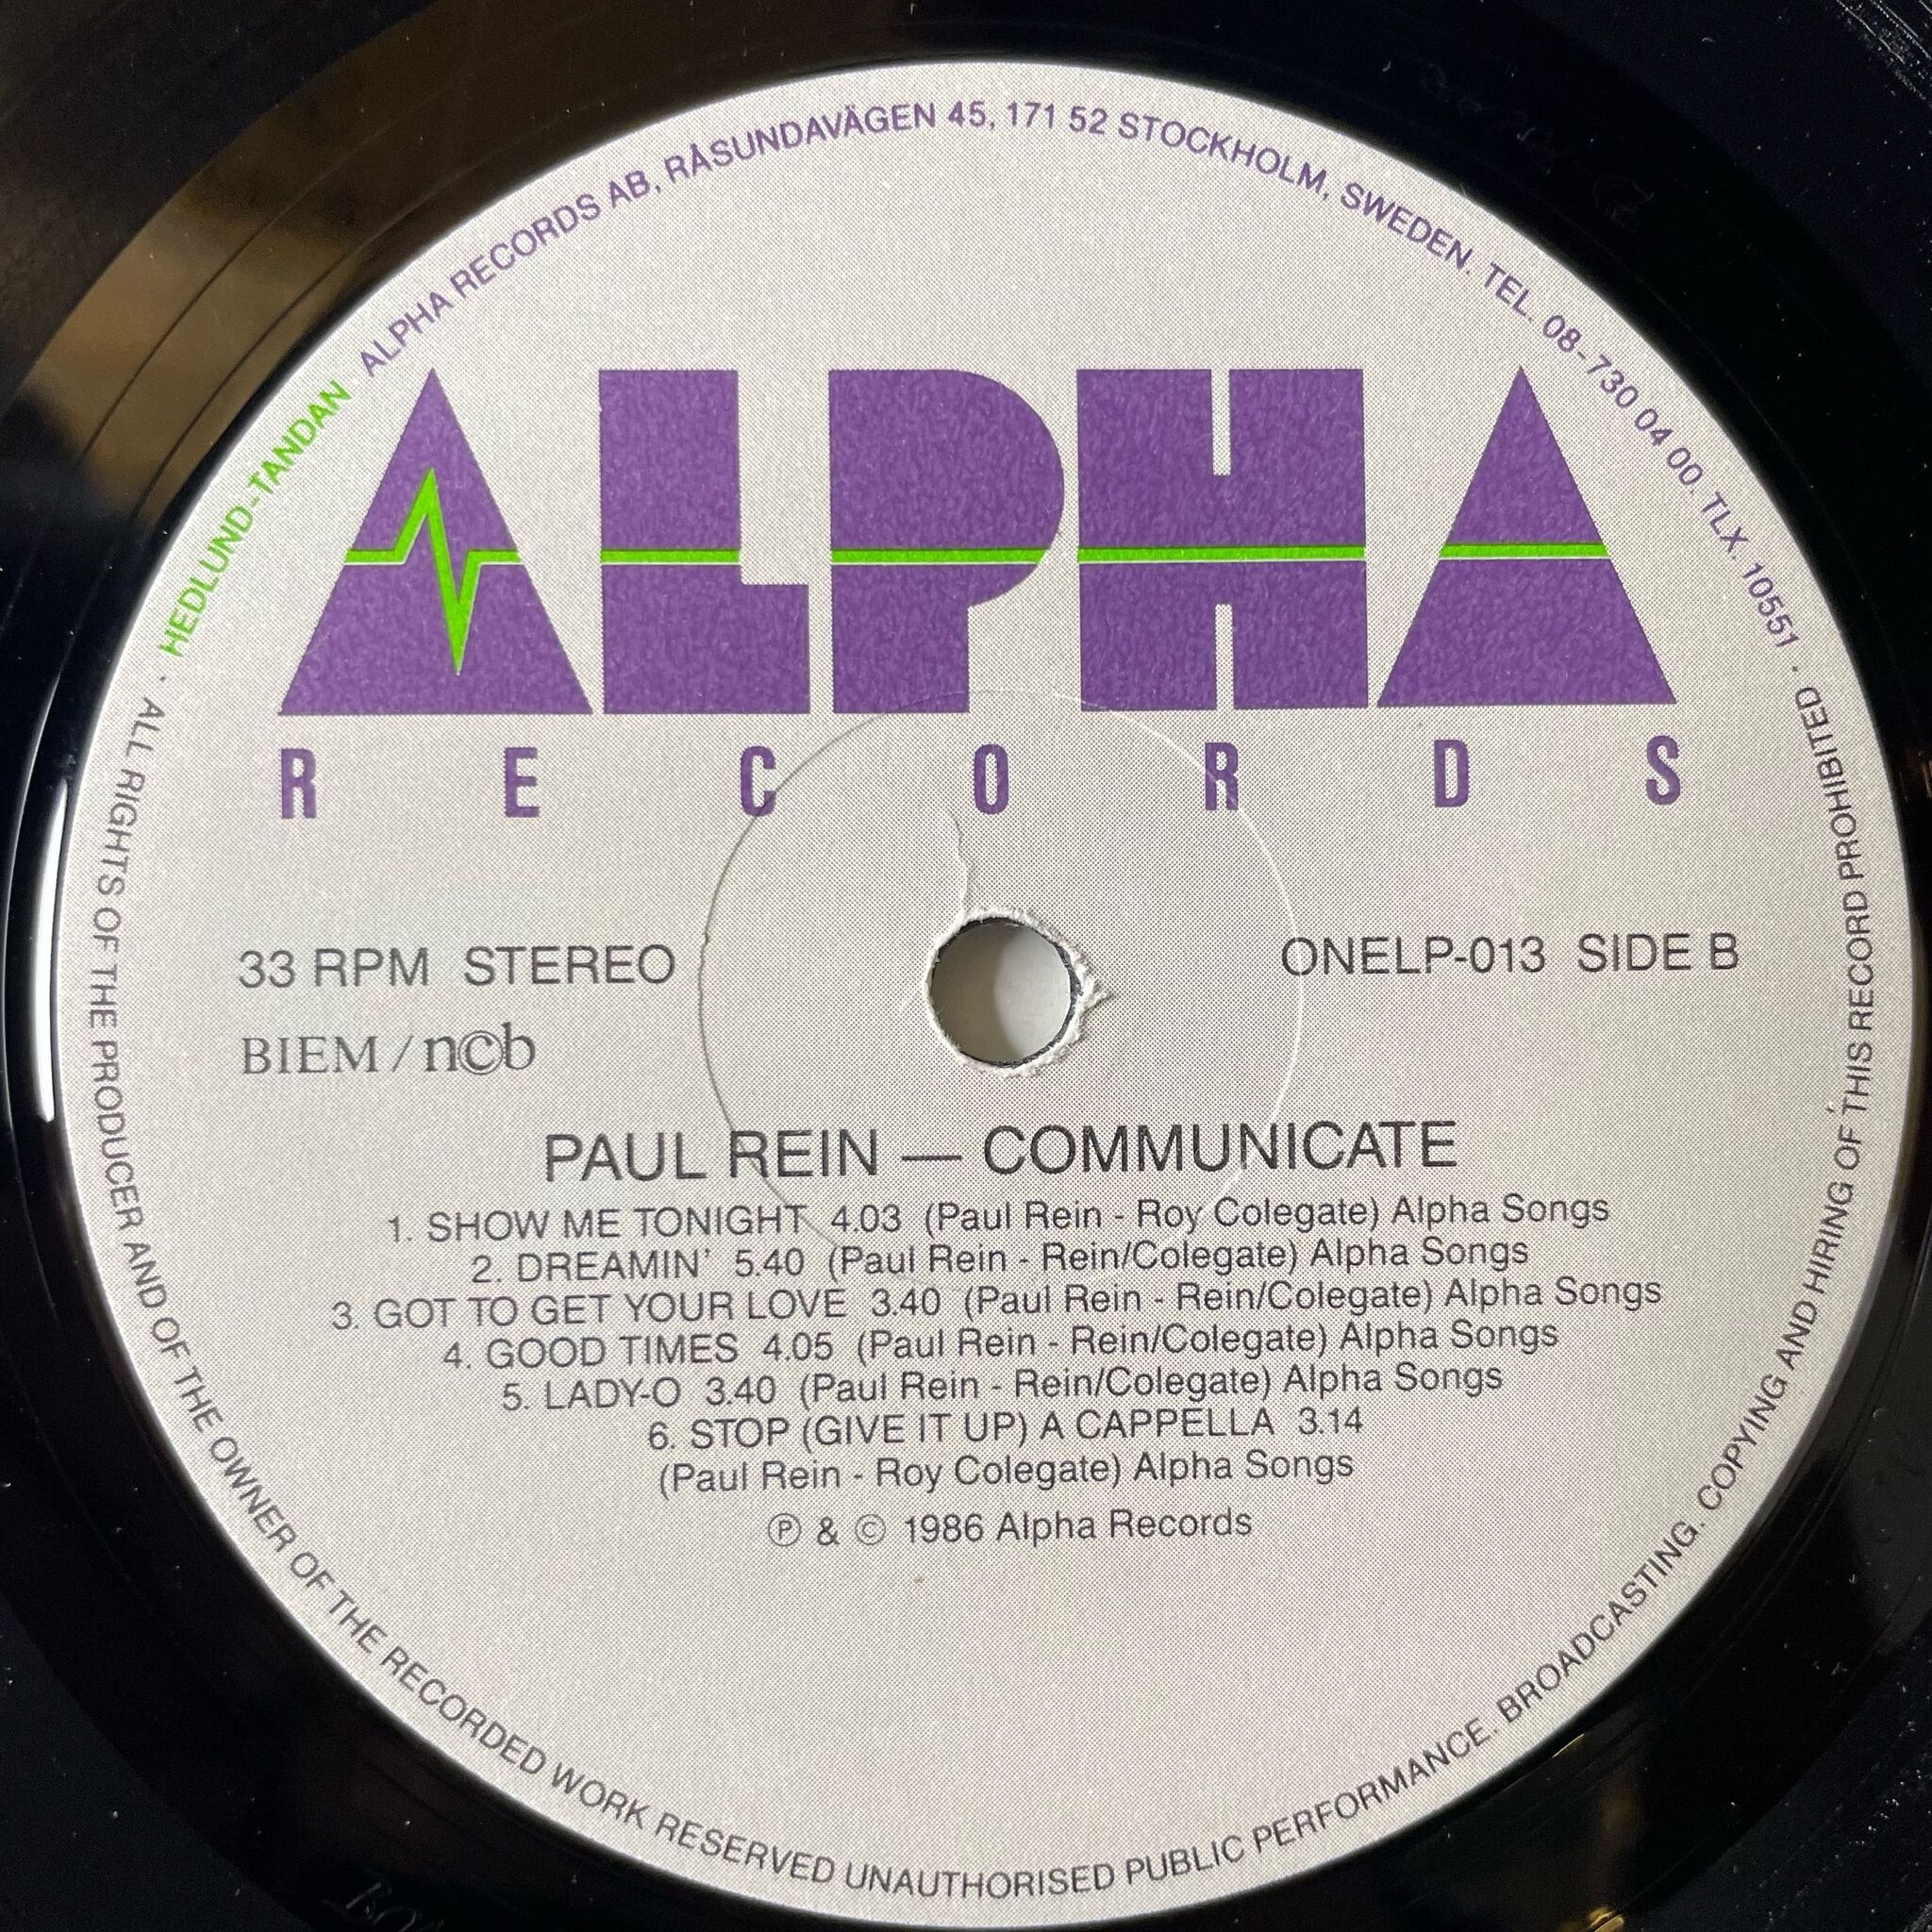 HEDLUND-TANDAN ALPHA RECORDS AB, RÅSUNDAVÄGEN 45, 171 52 STOCKHOLM, SWEDEN. TEL. 08-730 04 00. TLX. 10551 ·
ALPHA
RECORDS
33 RPM STEREO
ONELP-013 SIDE B
BIEM / n©b
PAUL REIN — COMMUNICATE
1. SHOW ME TONIGHT 4.03 (Paul Rein - Roy Colegate) Alpha Songs
2. DREAMIN' 5.40 (Paul Rein - Rein/Colegate) Alpha Songs
3. GOT TO GET YOUR LOVE 3.40 (Paul Rein - Rein/Colegate) Alpha Songs
4. GOOD TIMES 4.05 (Paul Rein - Rein/Colegate) Alpha Songs
5. LADY-O 3.40 (Paul Rein - Rein/Colegate) Alpha Songs
6. STOP (GIVE IT UP) A CAPPELLA 3.14
(Paul Rein - Roy Colegate) Alpha Songs
℗ & © 1986 Alpha Records
· ALL RIGHTS OF THE PRODUCER AND OF THE OWNER OF THE RECORDED WORK RESERVED UNAUTHORISED PUBLIC PERFORMANCE. BROADCASTING. COPYING AND HIRING OF THIS RECORD PROHIBITED